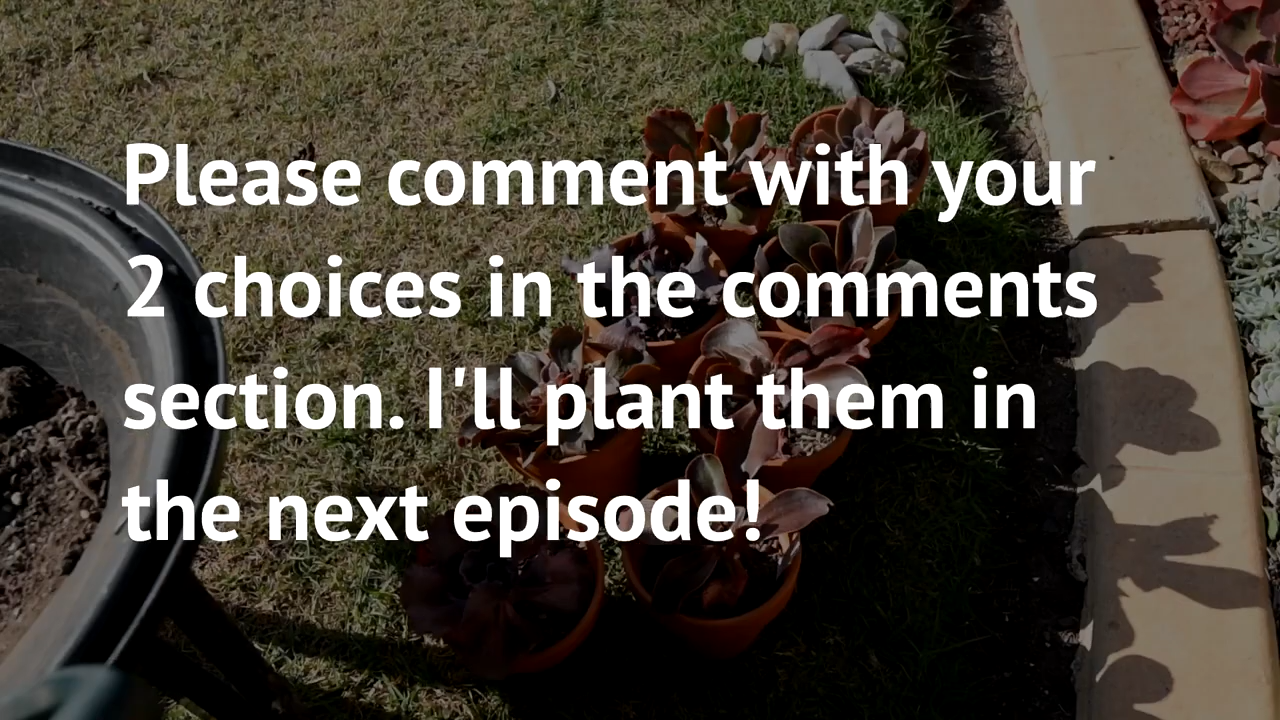 Please comment with your
2 choices in the comments
section. I'll plant them in
the next episode!